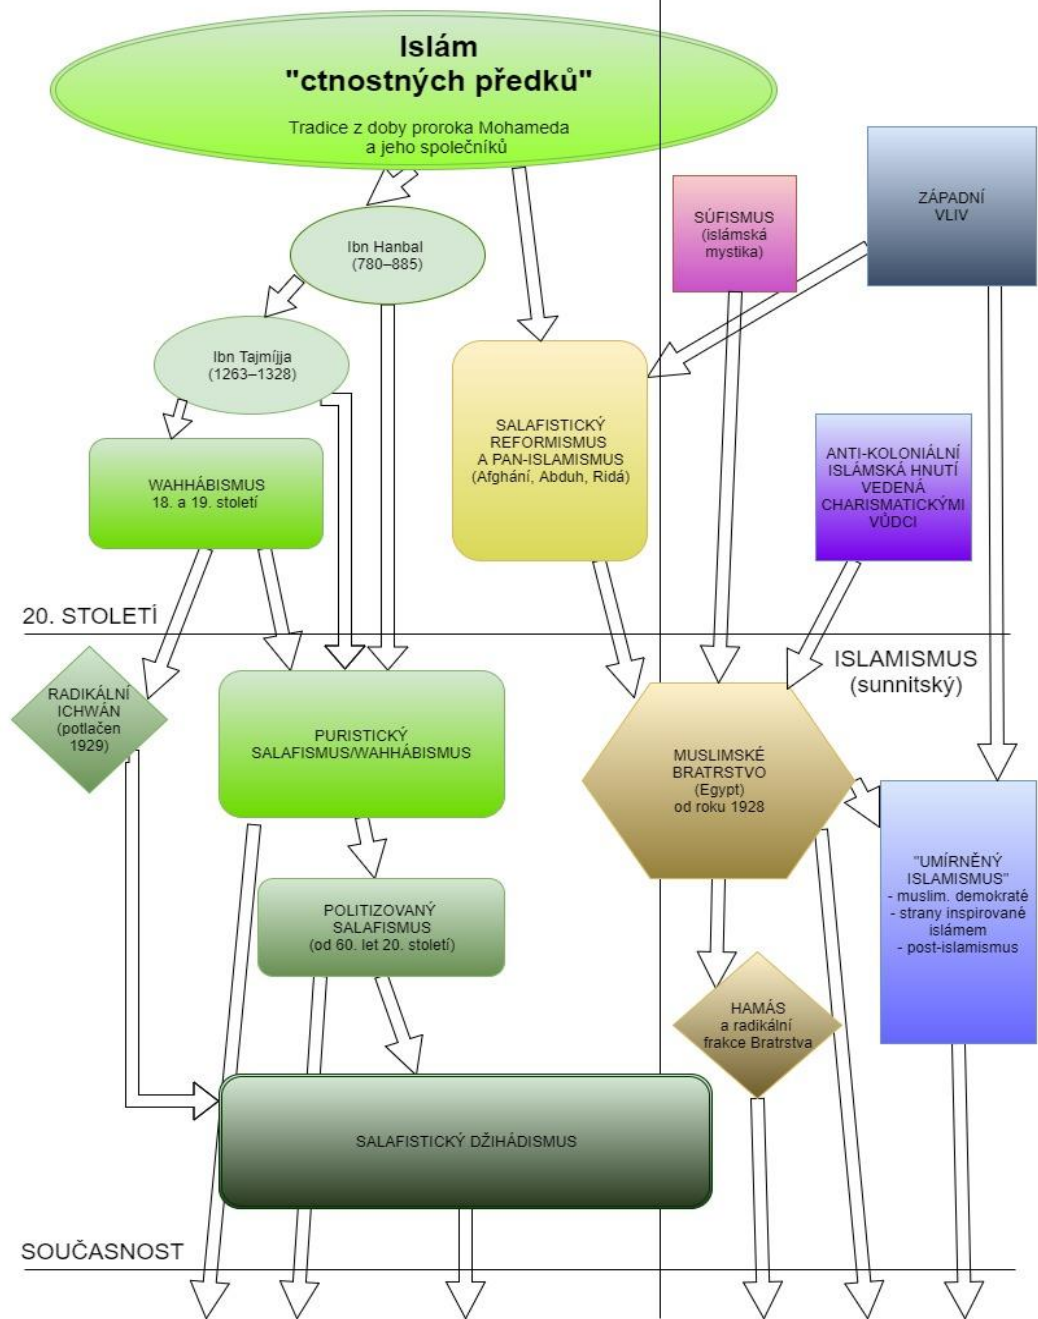 Islám
"ctnostných předků"
Tradice z doby proroka Mohameda
a jeho společníků
SÚFISMUS
(islámská
mystika)
ZÁPADNÍ
VLIV
Ibn Hanbal
(780–885)
Ibn Tajmíjja
(1263–1328)
SALAFISTICKÝ
REFORMISMUS
A PAN-ISLAMISMUS
(Afghání, Abduh, Ridá)
ANTI-KOLONIÁLNÍ
ISLÁMSKÁ HNUTÍ
VEDENÁ
CHARISMATICKÝMI
VŮDCI
WAHHÁBISMUS
18. a 19. století
20. STOLETÍ
ISLAMISMUS
(sunnitský)
RADIKÁLNÍ
ICHWÁN
(potlačen
1929)
PURISTICKÝ
SALAFISMUS/WAHHÁBISMUS
MUSLIMSKÉ
BRATRSTVO
(Egypt)
od roku 1928
"UMÍRNĚNÝ
ISLAMISMUS"
- muslim. demokraté
- strany inspirované
islámem
- post-islamismus
POLITIZOVANÝ
SALAFISMUS
(od 60. let 20. století)
HAMÁS
a radikální
frakce Bratrstva
SALAFISTICKÝ DŽIHÁDISMUS
SOUČASNOST